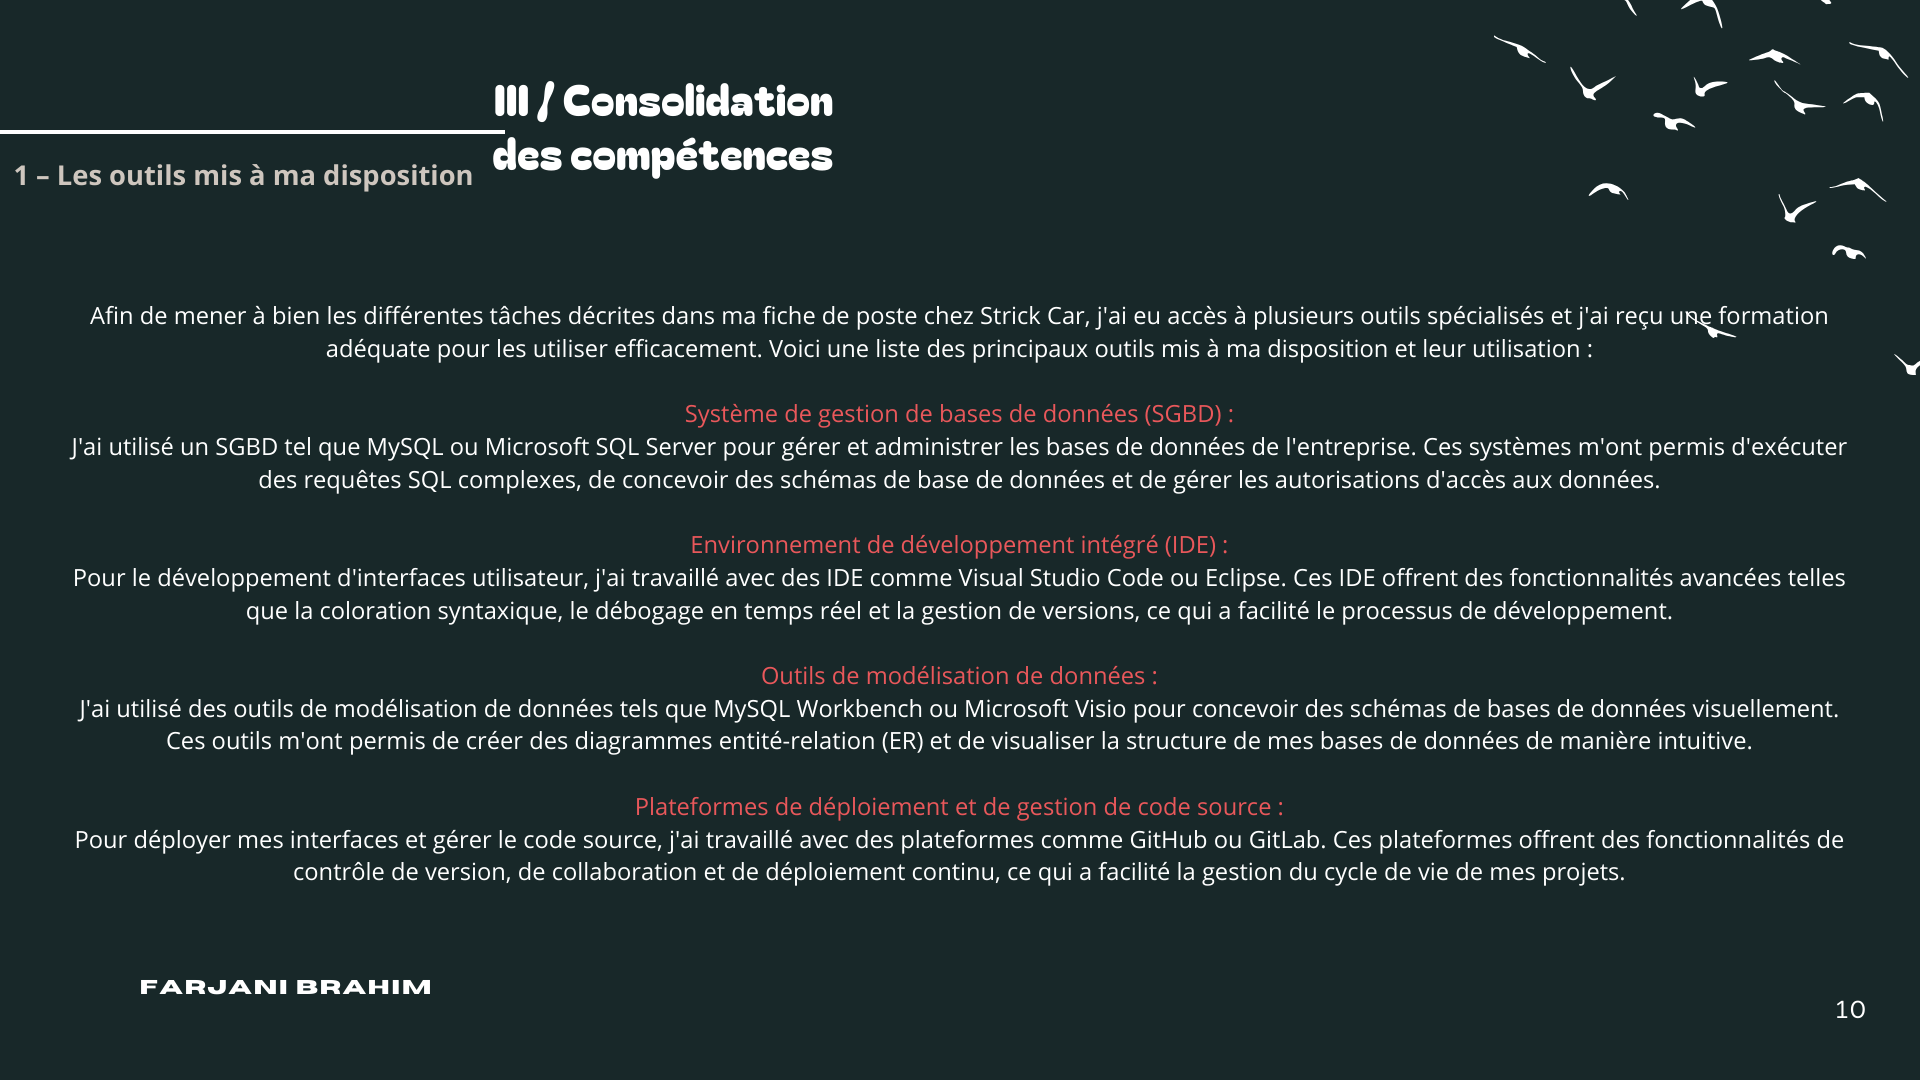 III / Consolidation
des compétences
1 – Les outils mis à ma disposition
Afin de mener à bien les différentes tâches décrites dans ma fiche de poste chez Strick Car, j'ai eu accès à plusieurs outils spécialisés et j'ai reçu une formation
adéquate pour les utiliser efficacement. Voici une liste des principaux outils mis à ma disposition et leur utilisation :
Système de gestion de bases de données (SGBD) :
J'ai utilisé un SGBD tel que MySQL ou Microsoft SQL Server pour gérer et administrer les bases de données de l'entreprise. Ces systèmes m'ont permis d'exécuter
des requêtes SQL complexes, de concevoir des schémas de base de données et de gérer les autorisations d'accès aux données.
Environnement de développement intégré (IDE) :
Pour le développement d'interfaces utilisateur, j'ai travaillé avec des IDE comme Visual Studio Code ou Eclipse. Ces IDE offrent des fonctionnalités avancées telles
que la coloration syntaxique, le débogage en temps réel et la gestion de versions, ce qui a facilité le processus de développement.
Outils de modélisation de données :
J'ai utilisé des outils de modélisation de données tels que MySQL Workbench ou Microsoft Visio pour concevoir des schémas de bases de données visuellement.
Ces outils m'ont permis de créer des diagrammes entité-relation (ER) et de visualiser la structure de mes bases de données de manière intuitive.
Plateformes de déploiement et de gestion de code source :
Pour déployer mes interfaces et gérer le code source, j'ai travaillé avec des plateformes comme GitHub ou GitLab. Ces plateformes offrent des fonctionnalités de
contrôle de version, de collaboration et de déploiement continu, ce qui a facilité la gestion du cycle de vie de mes projets.
FARJANI BRAHIM
10